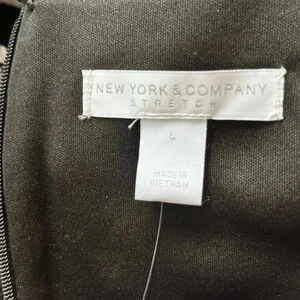 NEW YORK & COMPANY
STRETCH
L
MADE IN
VIETNAM